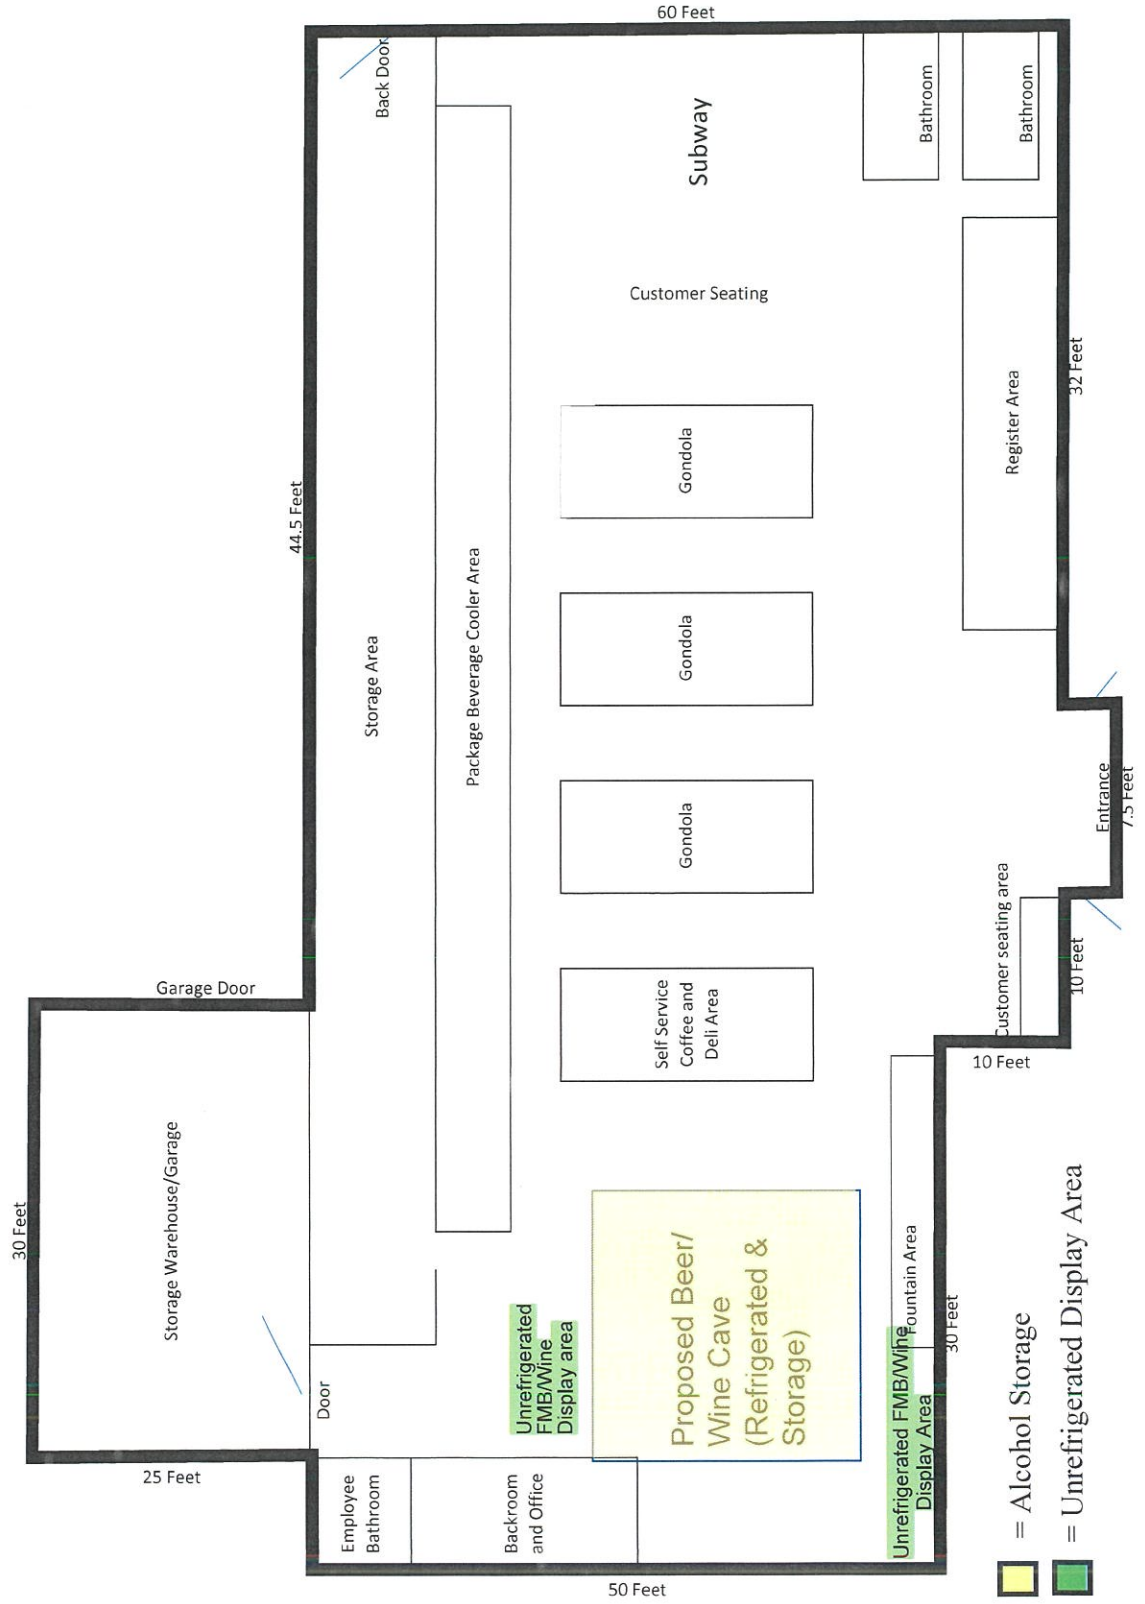 60 Feet
Back Door
Bathroom
Bathroom
Subway
Customer Seating
44.5 Feet
Storage Area
Package Beverage Cooler Area
Gondola
Gondola
Gondola
Register Area
32 Feet
Entrance
7.5 Feet
Customer seating area
10 Feet
10 Feet
Self Service
Coffee and
Deli Area
Garage Door
30 Feet
Storage Warehouse/Garage
25 Feet
Door
Unrefrigerated
FMB/Wine
Display area
Proposed Beer/
Wine Cave
(Refrigerated &
Storage)
Fountain Area
30 Feet
Unrefrigerated FMB/Wine
Display Area
Employee
Bathroom
Backroom
and Office
50 Feet
= Alcohol Storage
= Unrefrigerated Display Area